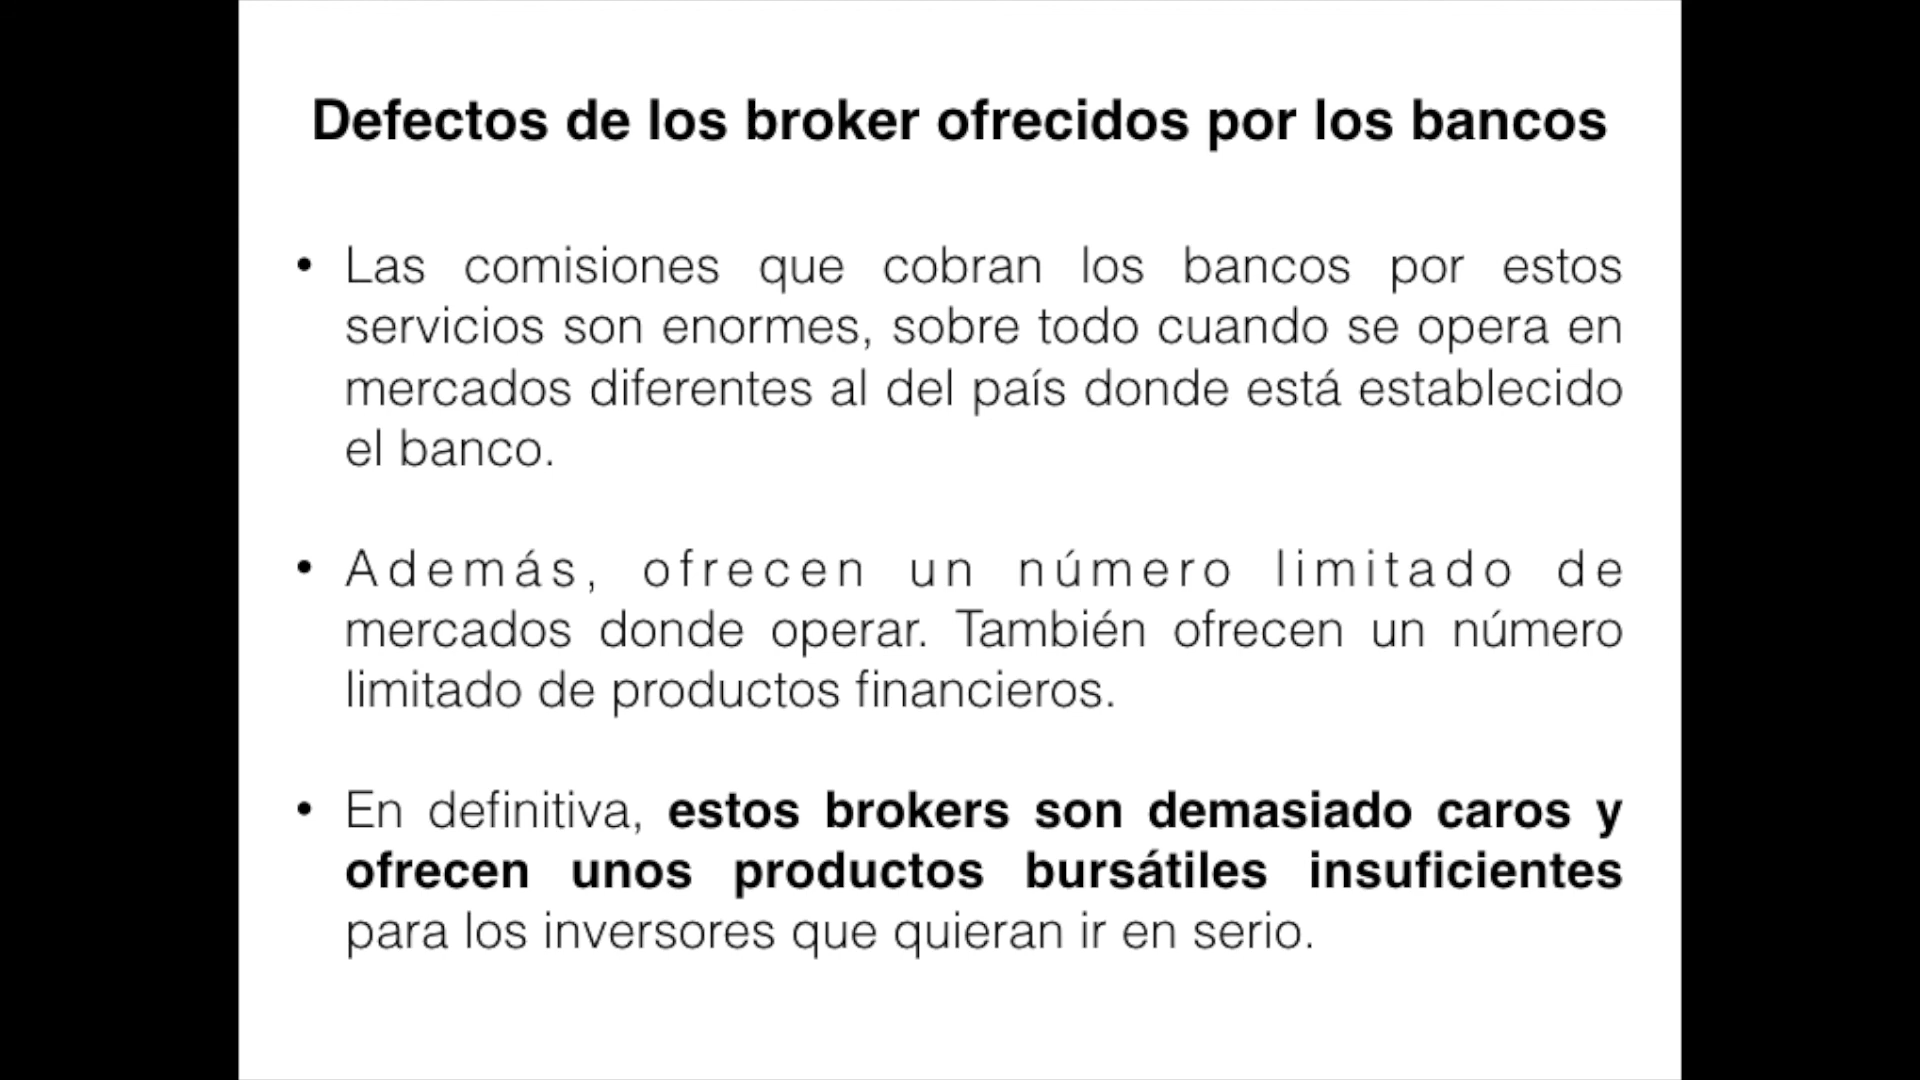 Defectos de los broker ofrecidos por los bancos
• Las comisiones que cobran los bancos por estos
servicios son enormes, sobre todo cuando se opera en
mercados diferentes al del país donde está establecido
el banco.
• Además, ofrecen un número limitado de
mercados donde operar. También ofrecen un número
limitado de productos financieros.
• En definitiva, estos brokers son demasiado caros y
ofrecen unos productos bursátiles insuficientes
para los inversores que quieran ir en serio.